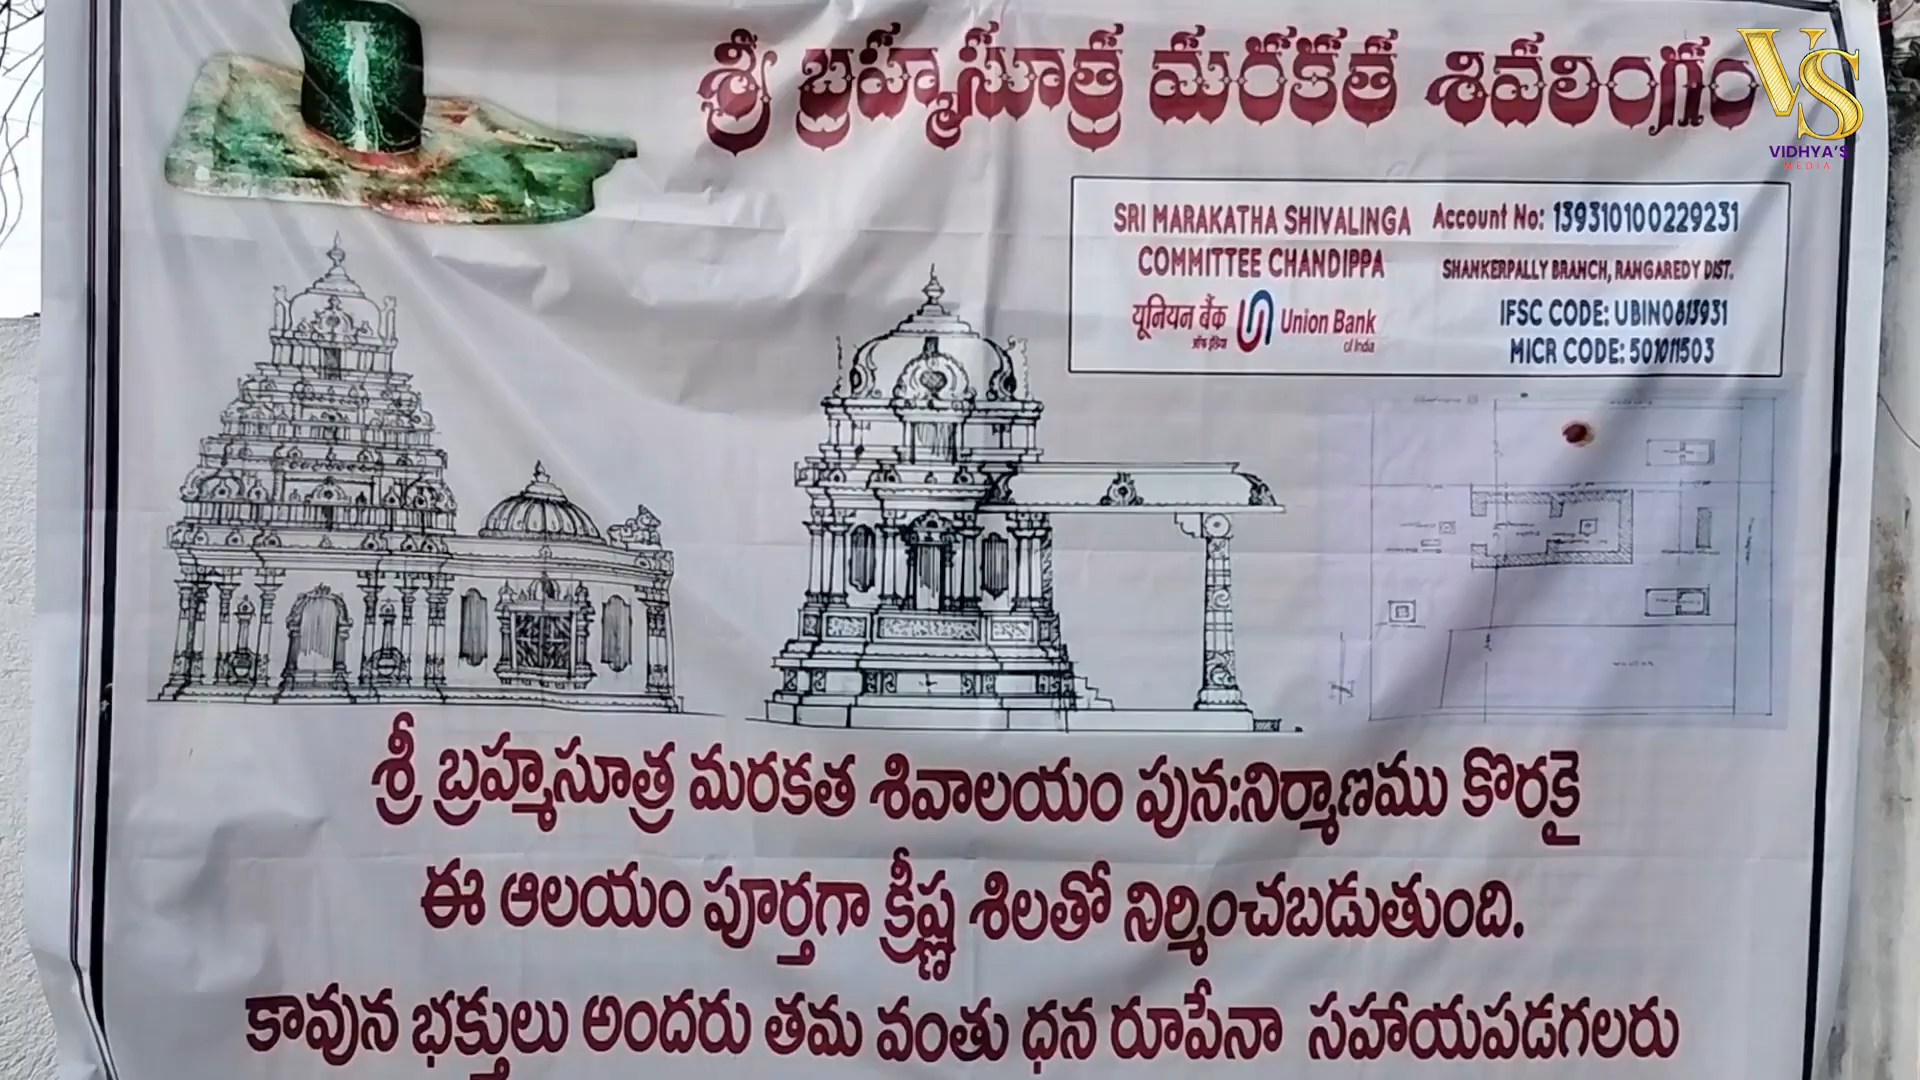 శ్రీ బ్రహ్మసూత్ర మరకత శివలింగం
VS
VIDHYA'S
MEDIA
SRI MARAKATHA SHIVALINGA
COMMITTEE CHANDIPPA
यूनियन बैंक
ऑफ इंडिया
Union Bank
of India
Account No: 139310100229231
SHANKERPALLY BRANCH, RANGAREDY DIST.
IFSC CODE: UBIN0813931
MICR CODE: 501011503
శ్రీ బ్రహ్మసూత్ర మరకత శివాలయం పున:నిర్మాణము కొరకై
ఈ ఆలయం పూర్తగా క్రీష్ణ శిలతో నిర్మించబడుతుంది.
కావున భక్తులు అందరు తమ వంతు ధన రూపేనా సహాయపడగలరు